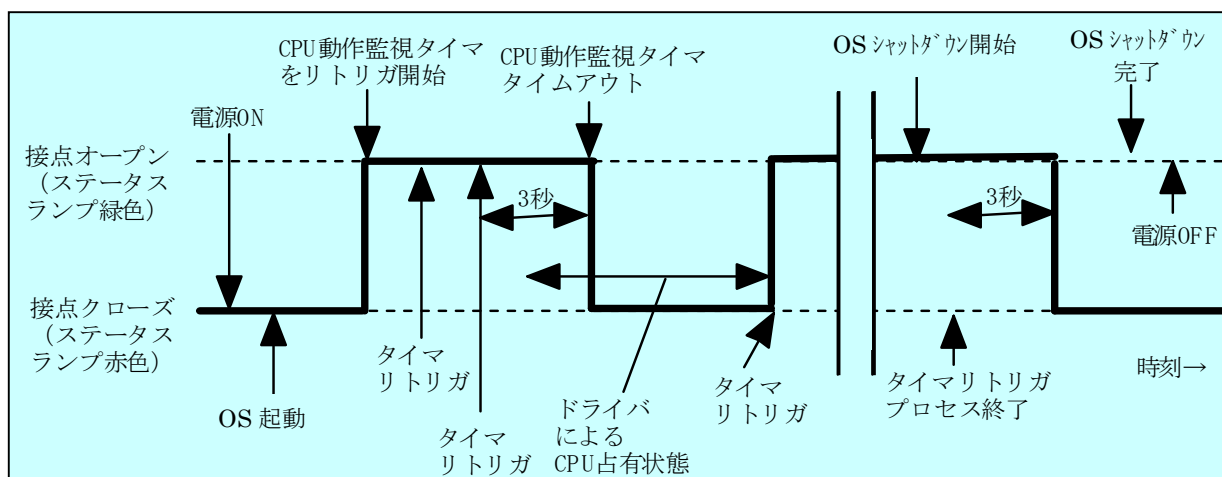 CPU動作監視タイマ
をリトリガ開始
CPU動作監視タイマ
タイムアウト
OS ｼｬｯﾄﾀﾞｳﾝ開始
OS ｼｬｯﾄﾀﾞｳﾝ
完了
電源ON
接点オープン
（ステータス
ランプ緑色）
3秒
3秒
電源OFF
接点クローズ
（ステータス
ランプ赤色）
OS 起動
タイマ
リトリガ
タイマ
リトリガ
ドライバ
による
CPU占有状態
タイマ
リトリガ
タイマリトリガ
プロセス終了
時刻→